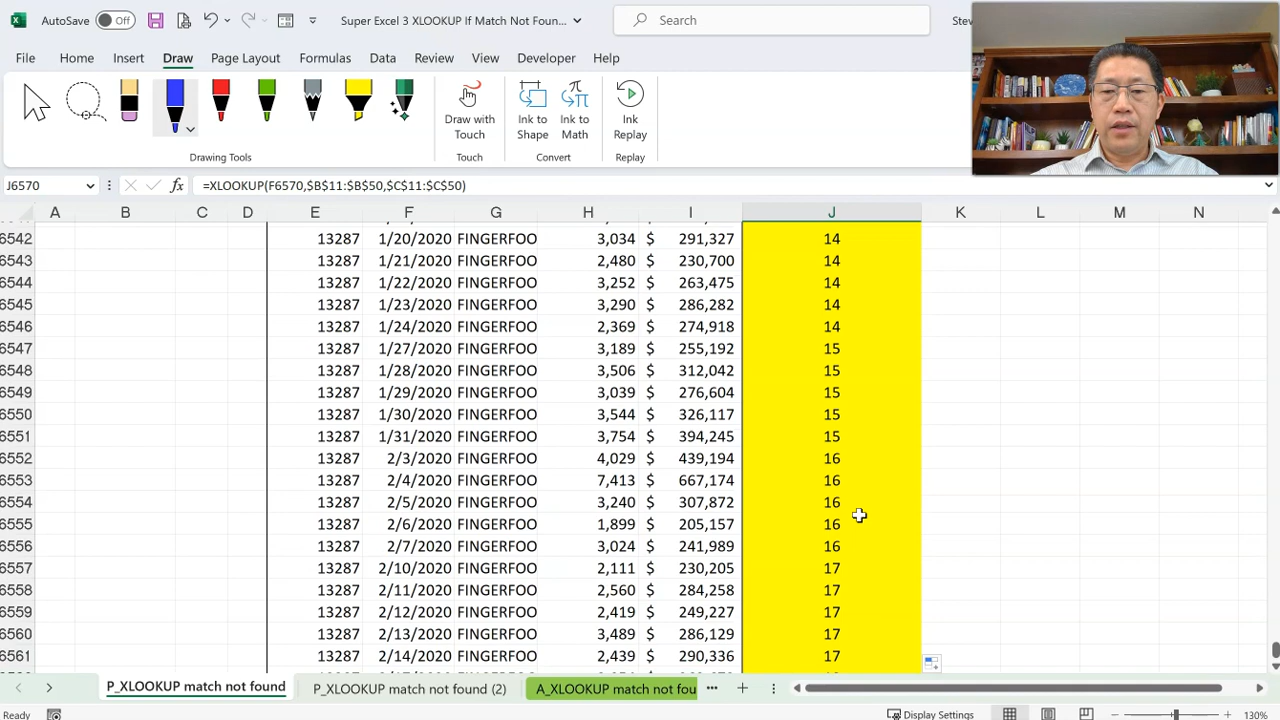 AutoSave Off Super Excel 3 XLOOKUP If Match Not Foun... Search Stev
File Home Insert Draw Page Layout Formulas Data Review View Developer Help
Draw with Touch Ink to Shape Ink to Math Ink Replay
Drawing Tools Touch Convert Replay
J6570 fx =XLOOKUP(F6570,$B$11:$B$50,$C$11:$C$50)
A B C D E F G H I J K L M N
6542 13287 1/20/2020 FINGERFOO 3,034 $ 291,327 14
6543 13287 1/21/2020 FINGERFOO 2,480 $ 230,700 14
6544 13287 1/22/2020 FINGERFOO 3,252 $ 263,475 14
6545 13287 1/23/2020 FINGERFOO 3,290 $ 286,282 14
6546 13287 1/24/2020 FINGERFOO 2,369 $ 274,918 14
6547 13287 1/27/2020 FINGERFOO 3,189 $ 255,192 15
6548 13287 1/28/2020 FINGERFOO 3,506 $ 312,042 15
6549 13287 1/29/2020 FINGERFOO 3,039 $ 276,604 15
6550 13287 1/30/2020 FINGERFOO 3,544 $ 326,117 15
6551 13287 1/31/2020 FINGERFOO 3,754 $ 394,245 15
6552 13287 2/3/2020 FINGERFOO 4,029 $ 439,194 16
6553 13287 2/4/2020 FINGERFOO 7,413 $ 667,174 16
6554 13287 2/5/2020 FINGERFOO 3,240 $ 307,872 16
6555 13287 2/6/2020 FINGERFOO 1,899 $ 205,157 16
6556 13287 2/7/2020 FINGERFOO 3,024 $ 241,989 16
6557 13287 2/10/2020 FINGERFOO 2,111 $ 230,205 17
6558 13287 2/11/2020 FINGERFOO 2,560 $ 284,258 17
6559 13287 2/12/2020 FINGERFOO 2,419 $ 249,227 17
6560 13287 2/13/2020 FINGERFOO 3,489 $ 286,129 17
6561 13287 2/14/2020 FINGERFOO 2,439 $ 290,336 17
P_XLOOKUP match not found P_XLOOKUP match not found (2) A_XLOOKUP match not fou ...
Ready Display Settings 130%